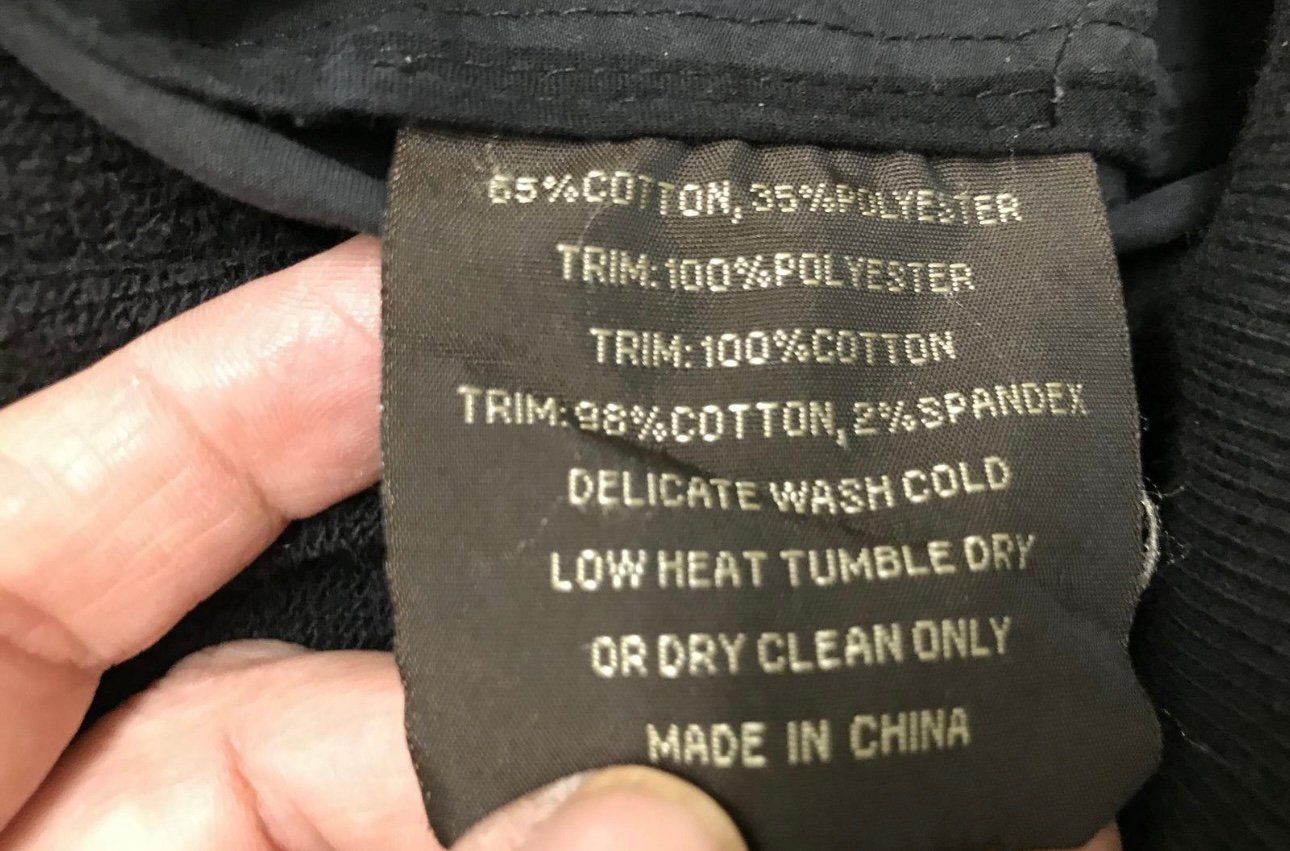 65%COTTON, 35%POLYESTER
TRIM:100%POLYESTER
TRIM:100%COTTON
TRIM:98%COTTON, 2%SPANDEX
DELICATE WASH COLD
LOW HEAT TUMBLE DRY
OR DRY CLEAN ONLY
MADE IN CHINA